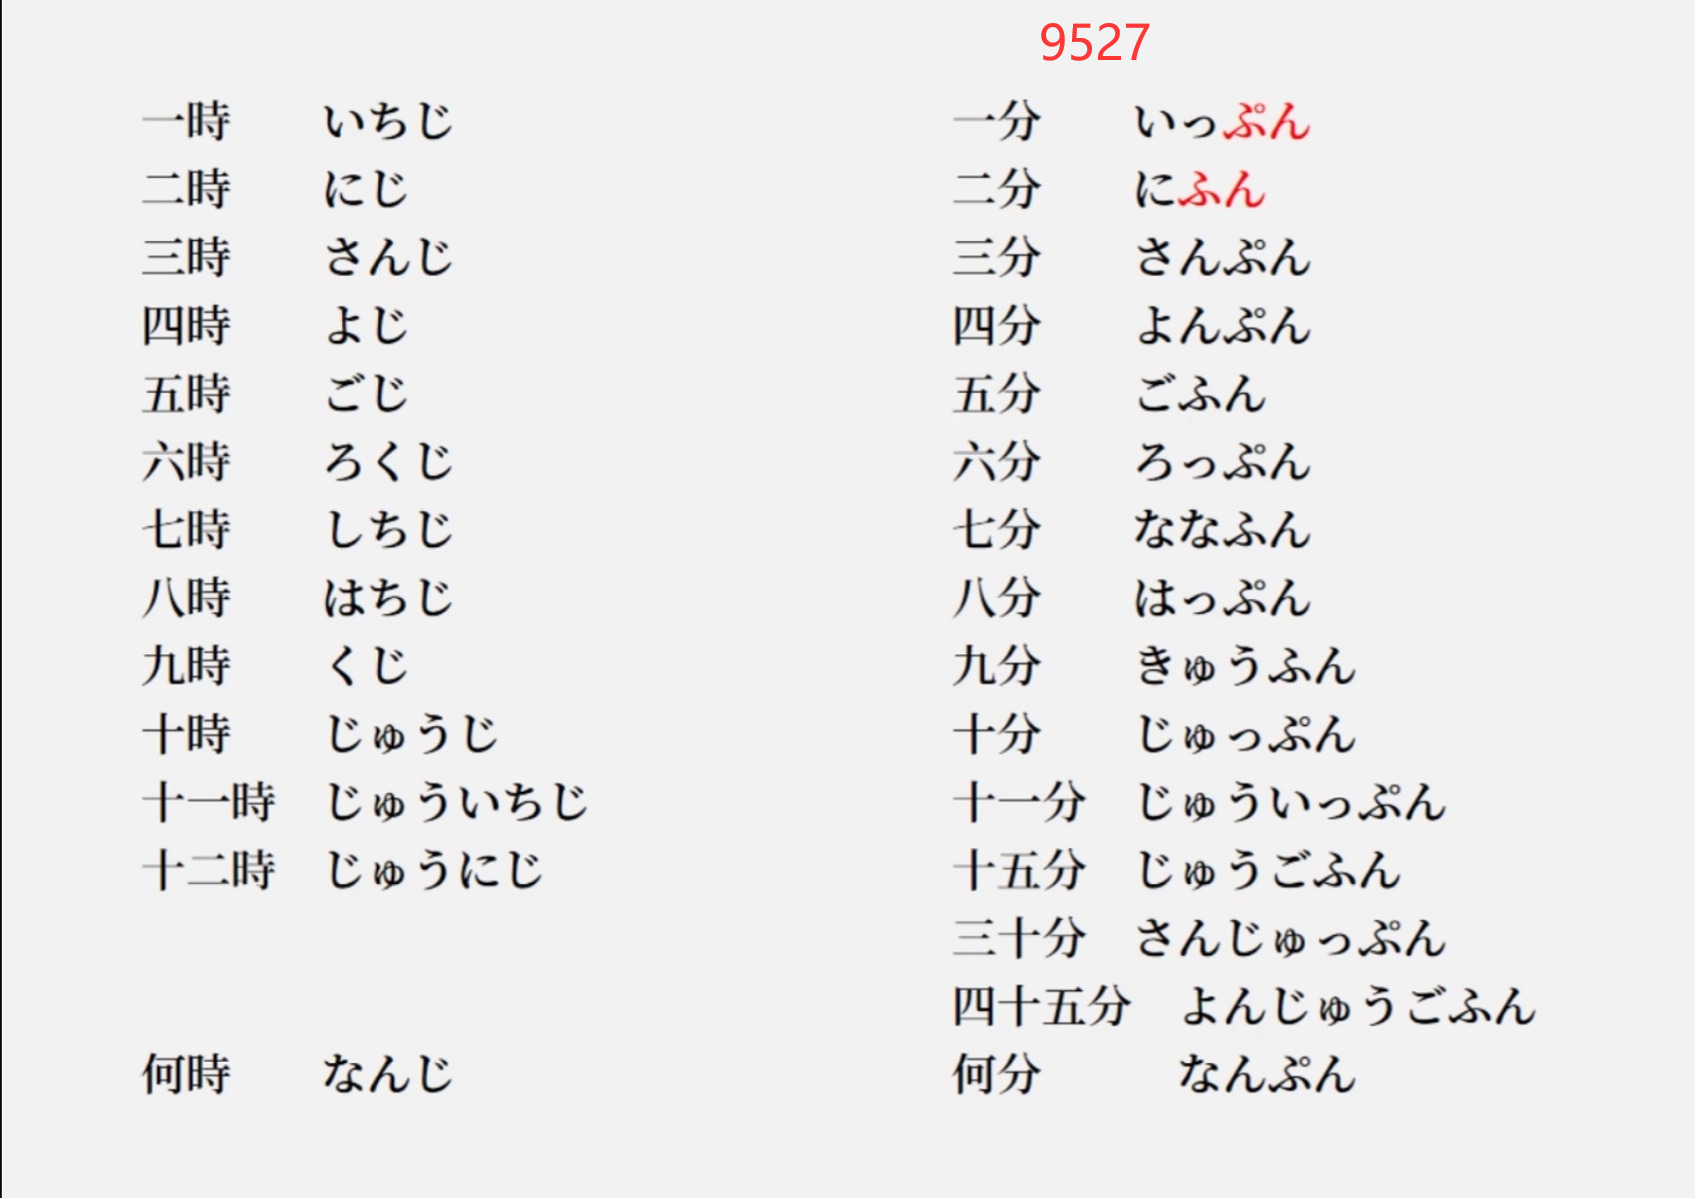 9527
一時　いちじ
二時　にじ
三時　さんじ
四時　よじ
五時　ごじ
六時　ろくじ
七時　しちじ
八時　はちじ
九時　くじ
十時　じゅうじ
十一時　じゅういちじ
十二時　じゅうにじ
何時　なんじ
一分　いっぷん
二分　にふん
三分　さんぷん
四分　よんぷん
五分　ごふん
六分　ろっぷん
七分　ななふん
八分　はっぷん
九分　きゅうふん
十分　じゅっぷん
十一分　じゅういっぷん
十五分　じゅうごふん
三十分　さんじゅっぷん
四十五分　よんじゅうごふん
何分　なんぷん